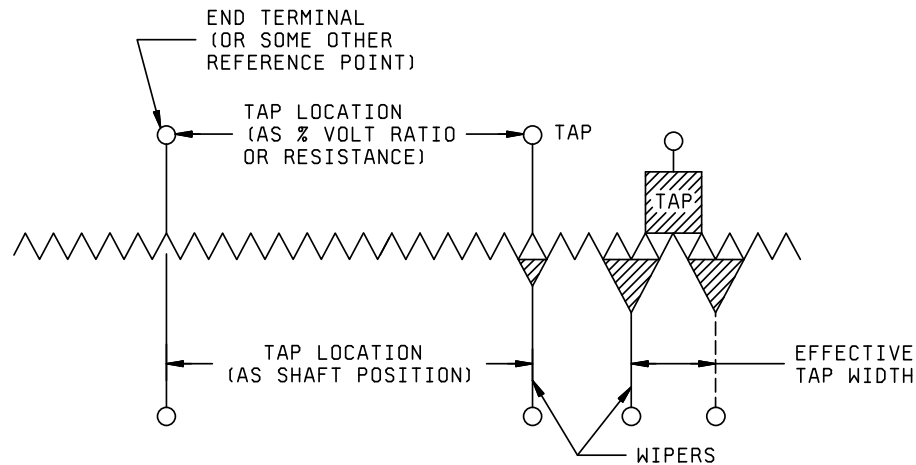 END TERMINAL
(OR SOME OTHER
REFERENCE POINT)
TAP LOCATION
(AS % VOLT RATIO
OR RESISTANCE)
TAP
TAP
TAP LOCATION
(AS SHAFT POSITION)
EFFECTIVE
TAP WIDTH
WIPERS